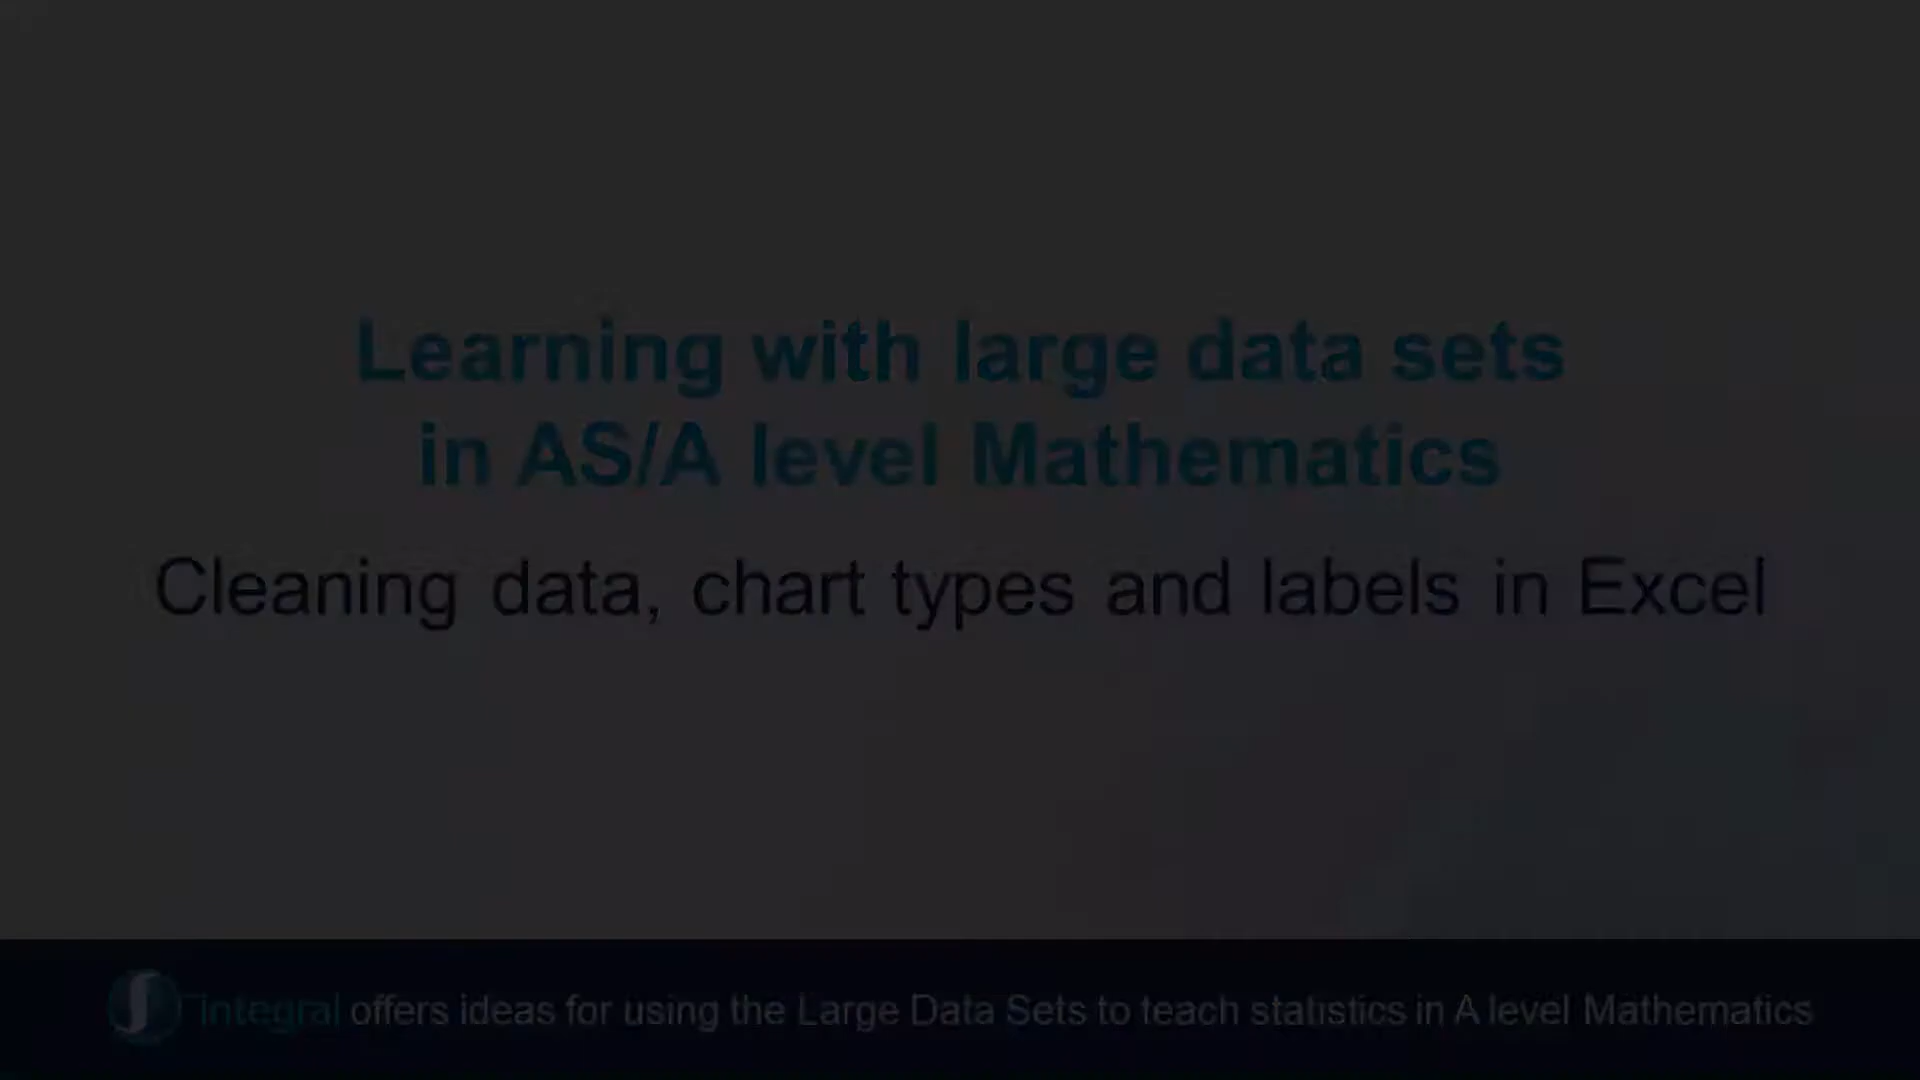 Learning with large data sets
in AS/A level Mathematics
Cleaning data, chart types and labels in Excel
integral offers ideas for using the Large Data Sets to teach statistics in A level Mathematics